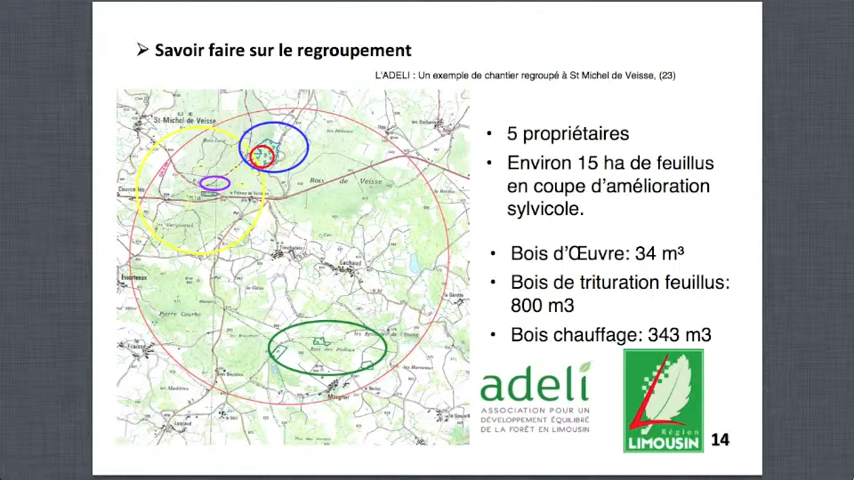 ➢ Savoir faire sur le regroupement
L'ADELI : Un exemple de chantier regroupé à St Michel de Veisse, (23)
St-Michel-de-Veisse
Bois de Veisse
Lachaud
Pierre Courbe
• 5 propriétaires
• Environ 15 ha de feuillus
en coupe d'amélioration
sylvicole.
• Bois d'Œuvre: 34 m³
• Bois de trituration feuillus:
800 m3
• Bois chauffage: 343 m3
adeli
ASSOCIATION POUR UN
DÉVELOPPEMENT ÉQUILIBRÉ
DE LA FORÊT EN LIMOUSIN
Région
LIMOUSIN
14